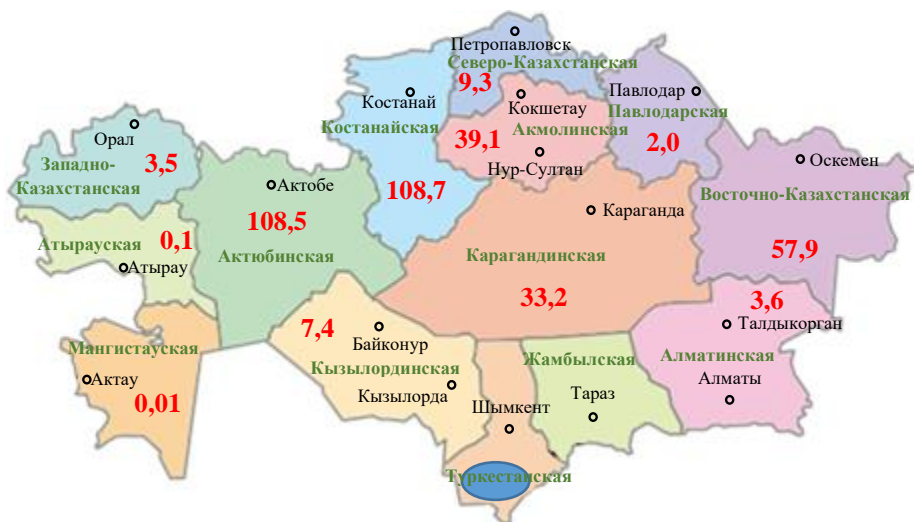 Петропавловск
Северо-Казахстанская
9,3
Костанай
Костанайская
108,7
Кокшетау
Акмолинская
39,1
Нур-Султан
Павлодар
Павлодарская
2,0
Орал
Западно-
Казахстанская
3,5
Актобе
108,5
Актюбинская
Оскемен
Восточно-Казахстанская
57,9
Караганда
Карагандинская
33,2
Атырауская
0,1
Атырау
3,6
Талдыкорган
Алматинская
Алматы
7,4
Байконур
Кызылординская
Кызылорда
Мангистауская
Актау
0,01
Жамбылская
Тараз
Шымкент
Туркестанская